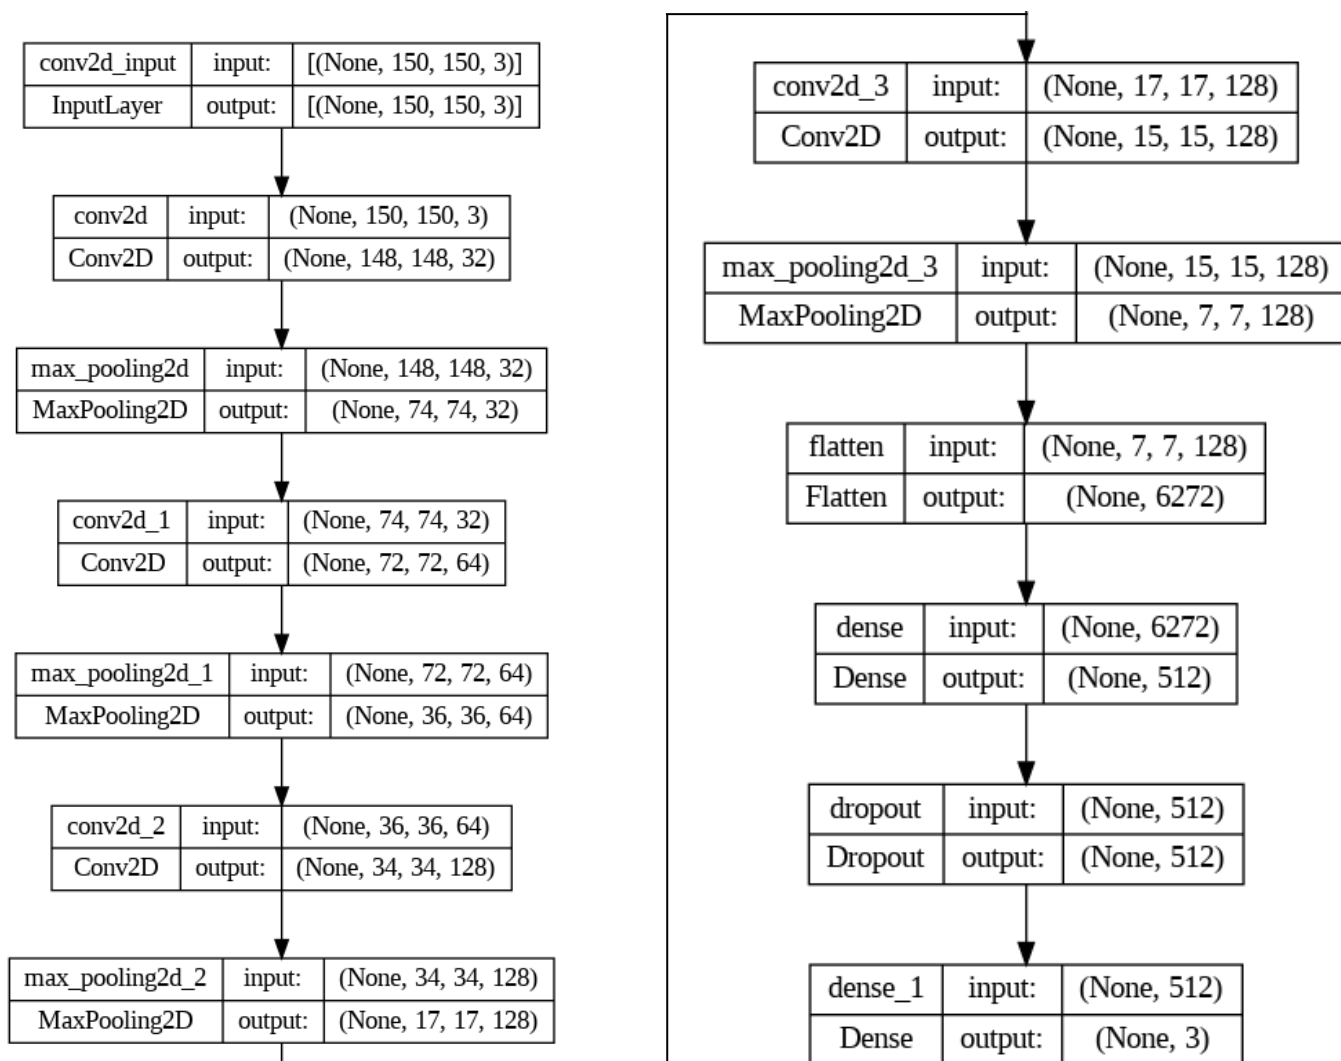 conv2d_input input: [(None, 150, 150, 3)]
InputLayer output: [(None, 150, 150, 3)]
conv2d input: (None, 150, 150, 3)
Conv2D output: (None, 148, 148, 32)
max_pooling2d input: (None, 148, 148, 32)
MaxPooling2D output: (None, 74, 74, 32)
conv2d_1 input: (None, 74, 74, 32)
Conv2D output: (None, 72, 72, 64)
max_pooling2d_1 input: (None, 72, 72, 64)
MaxPooling2D output: (None, 36, 36, 64)
conv2d_2 input: (None, 36, 36, 64)
Conv2D output: (None, 34, 34, 128)
max_pooling2d_2 input: (None, 34, 34, 128)
MaxPooling2D output: (None, 17, 17, 128)
conv2d_3 input: (None, 17, 17, 128)
Conv2D output: (None, 15, 15, 128)
max_pooling2d_3 input: (None, 15, 15, 128)
MaxPooling2D output: (None, 7, 7, 128)
flatten input: (None, 7, 7, 128)
Flatten output: (None, 6272)
dense input: (None, 6272)
Dense output: (None, 512)
dropout input: (None, 512)
Dropout output: (None, 512)
dense_1 input: (None, 512)
Dense output: (None, 3)